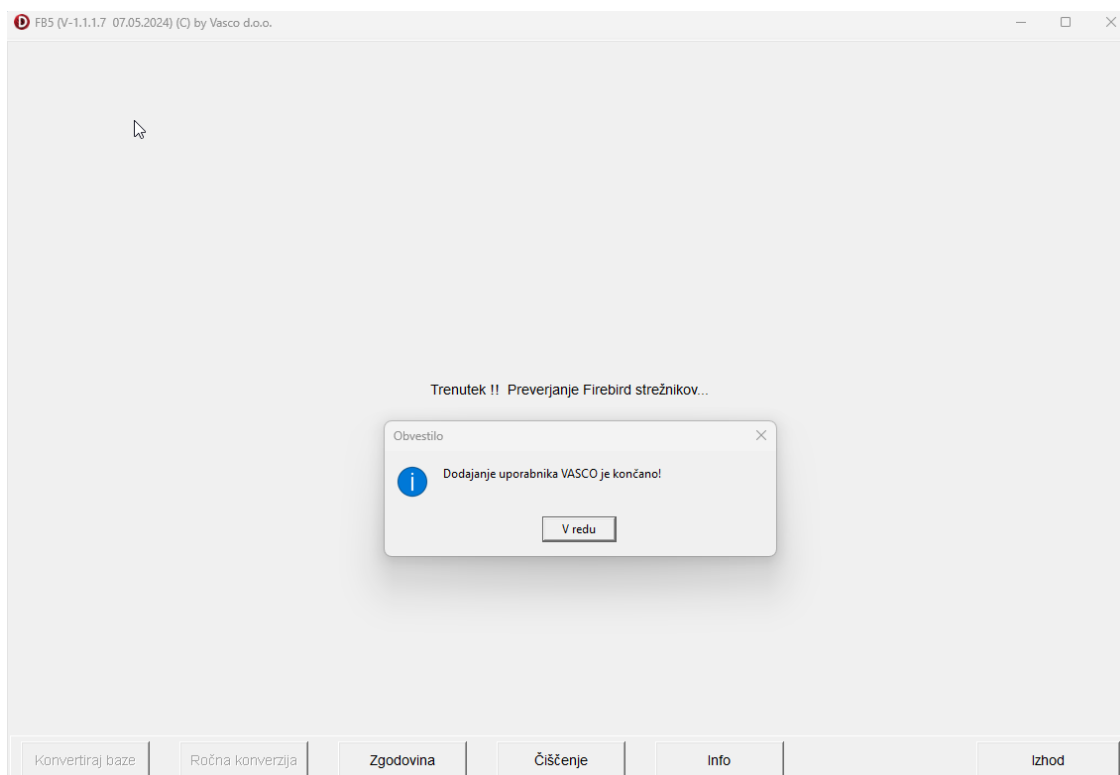 FB5 (V-1.1.1.7 07.05.2024) (C) by Vasco d.o.o.
Trenutek !! Preverjanje Firebird strežnikov...
Obvestilo
Dodajanje uporabnika VASCO je končano!
V redu
Konvertiraj baze Ročna konverzija Zgodovina Čiščenje Info Izhod